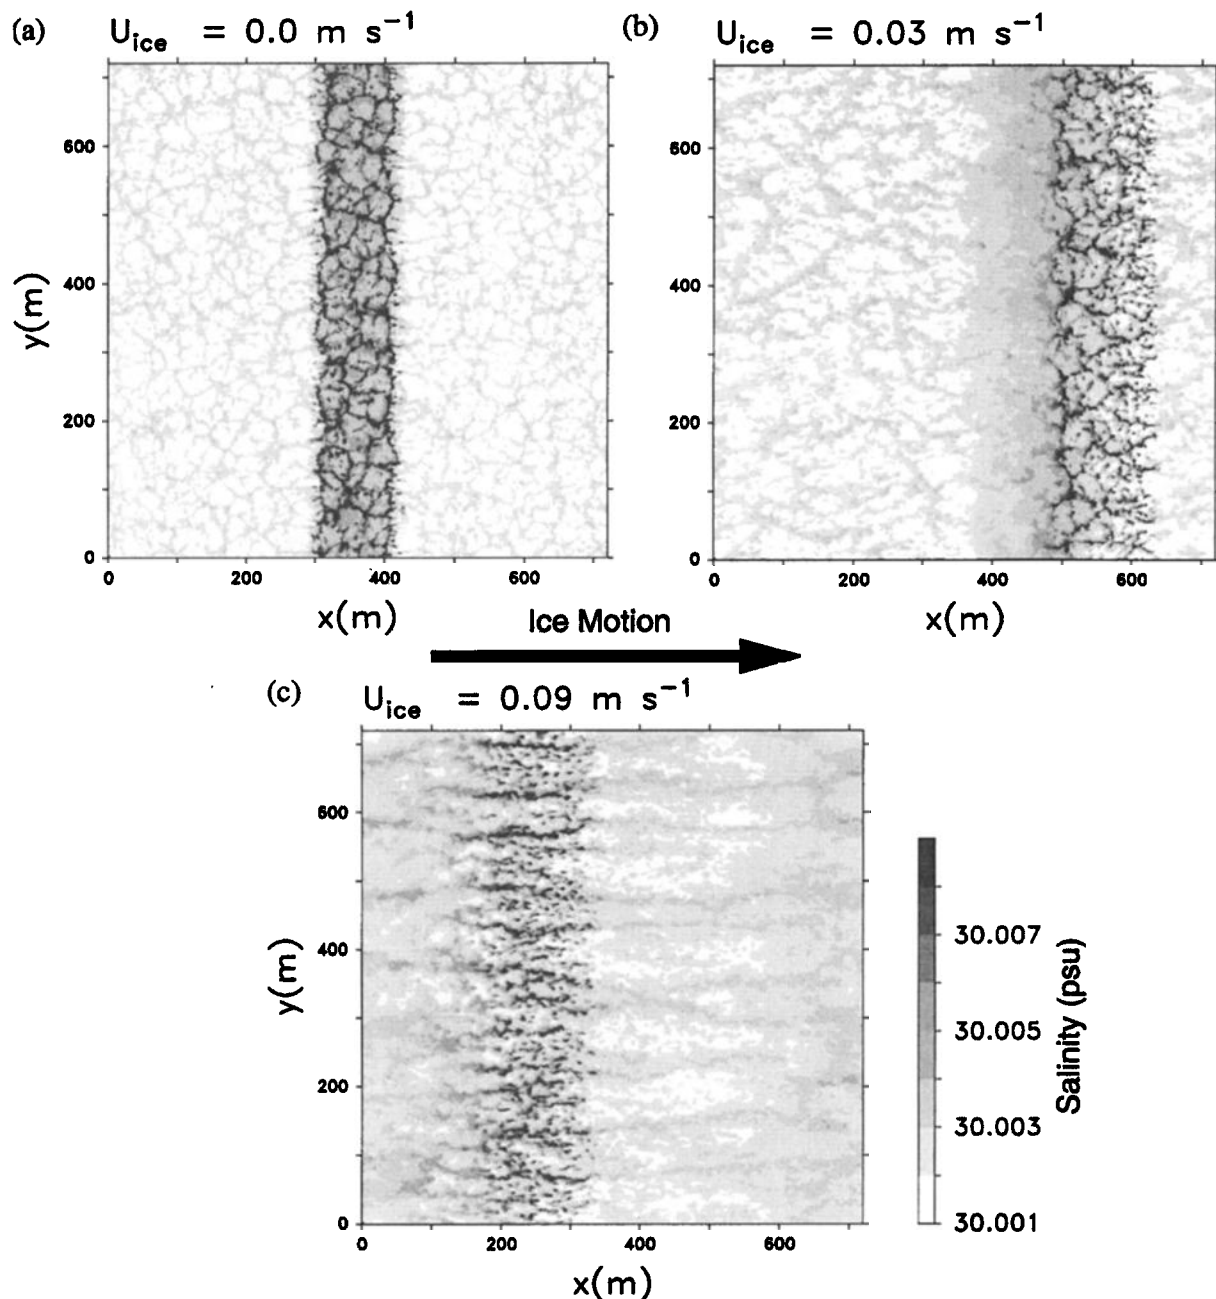 (a) U_ice = 0.0 m s⁻¹
(b) U_ice = 0.03 m s⁻¹
600
400
200
0
y(m)
0 200 400 600
x(m)
600
400
200
0
0 200 400 600
x(m)
Ice Motion
(c) U_ice = 0.09 m s⁻¹
600
400
200
0
y(m)
0 200 400 600
x(m)
30.007
30.005
30.003
30.001
Salinity (psu)